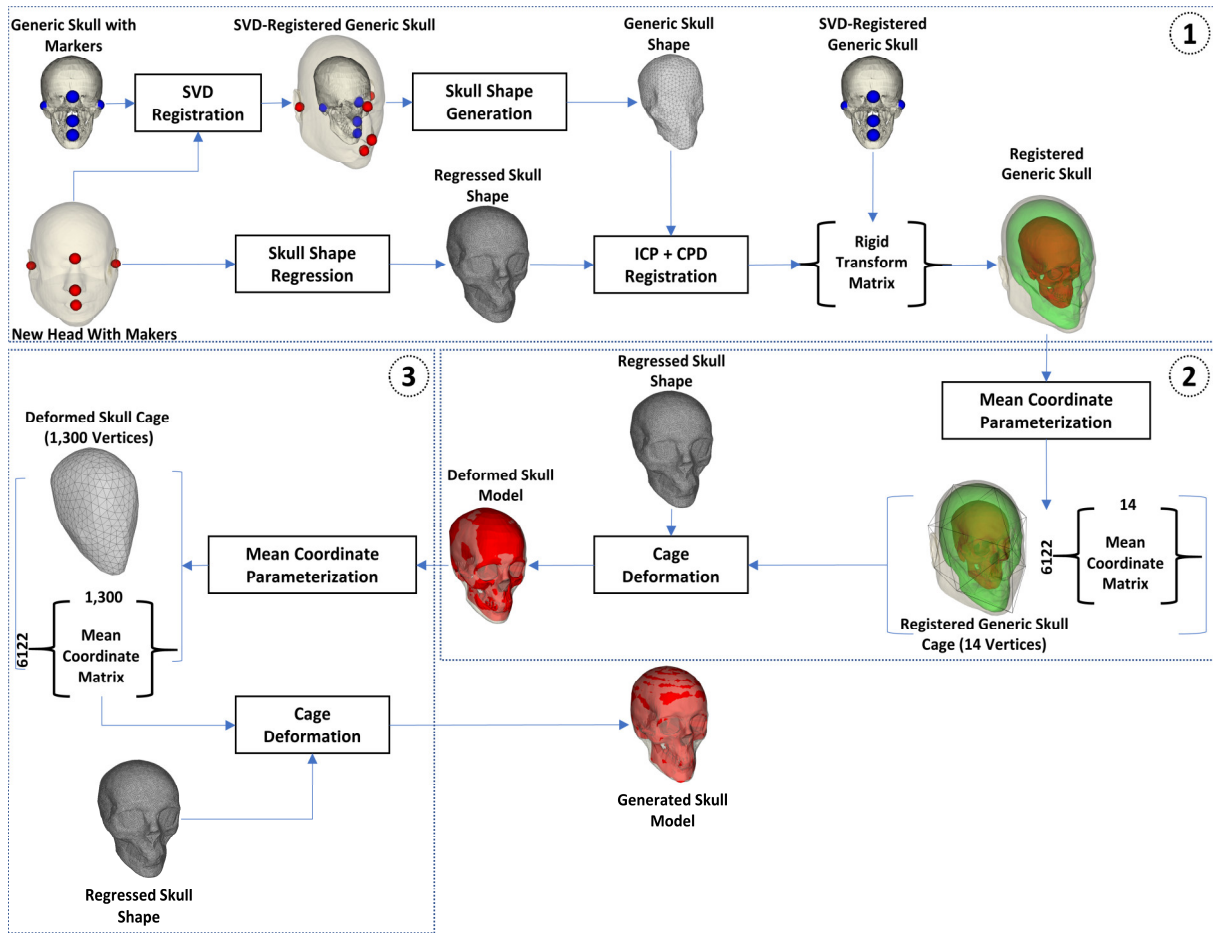 1
Generic Skull with
Markers
SVD
Registration
SVD-Registered Generic Skull
Skull Shape
Generation
Generic Skull
Shape
SVD-Registered
Generic Skull
New Head With Makers
Skull Shape
Regression
Regressed Skull
Shape
ICP + CPD
Registration
Rigid
Transform
Matrix
Registered
Generic Skull
2
Mean Coordinate
Parameterization
14
6122
Mean
Coordinate
Matrix
Registered Generic Skull
Cage (14 Vertices)
Regressed Skull
Shape
Cage
Deformation
Deformed Skull
Model
3
Mean Coordinate
Parameterization
Deformed Skull Cage
(1,300 Vertices)
1,300
6122
Mean
Coordinate
Matrix
Cage
Deformation
Regressed Skull
Shape
Generated Skull
Model